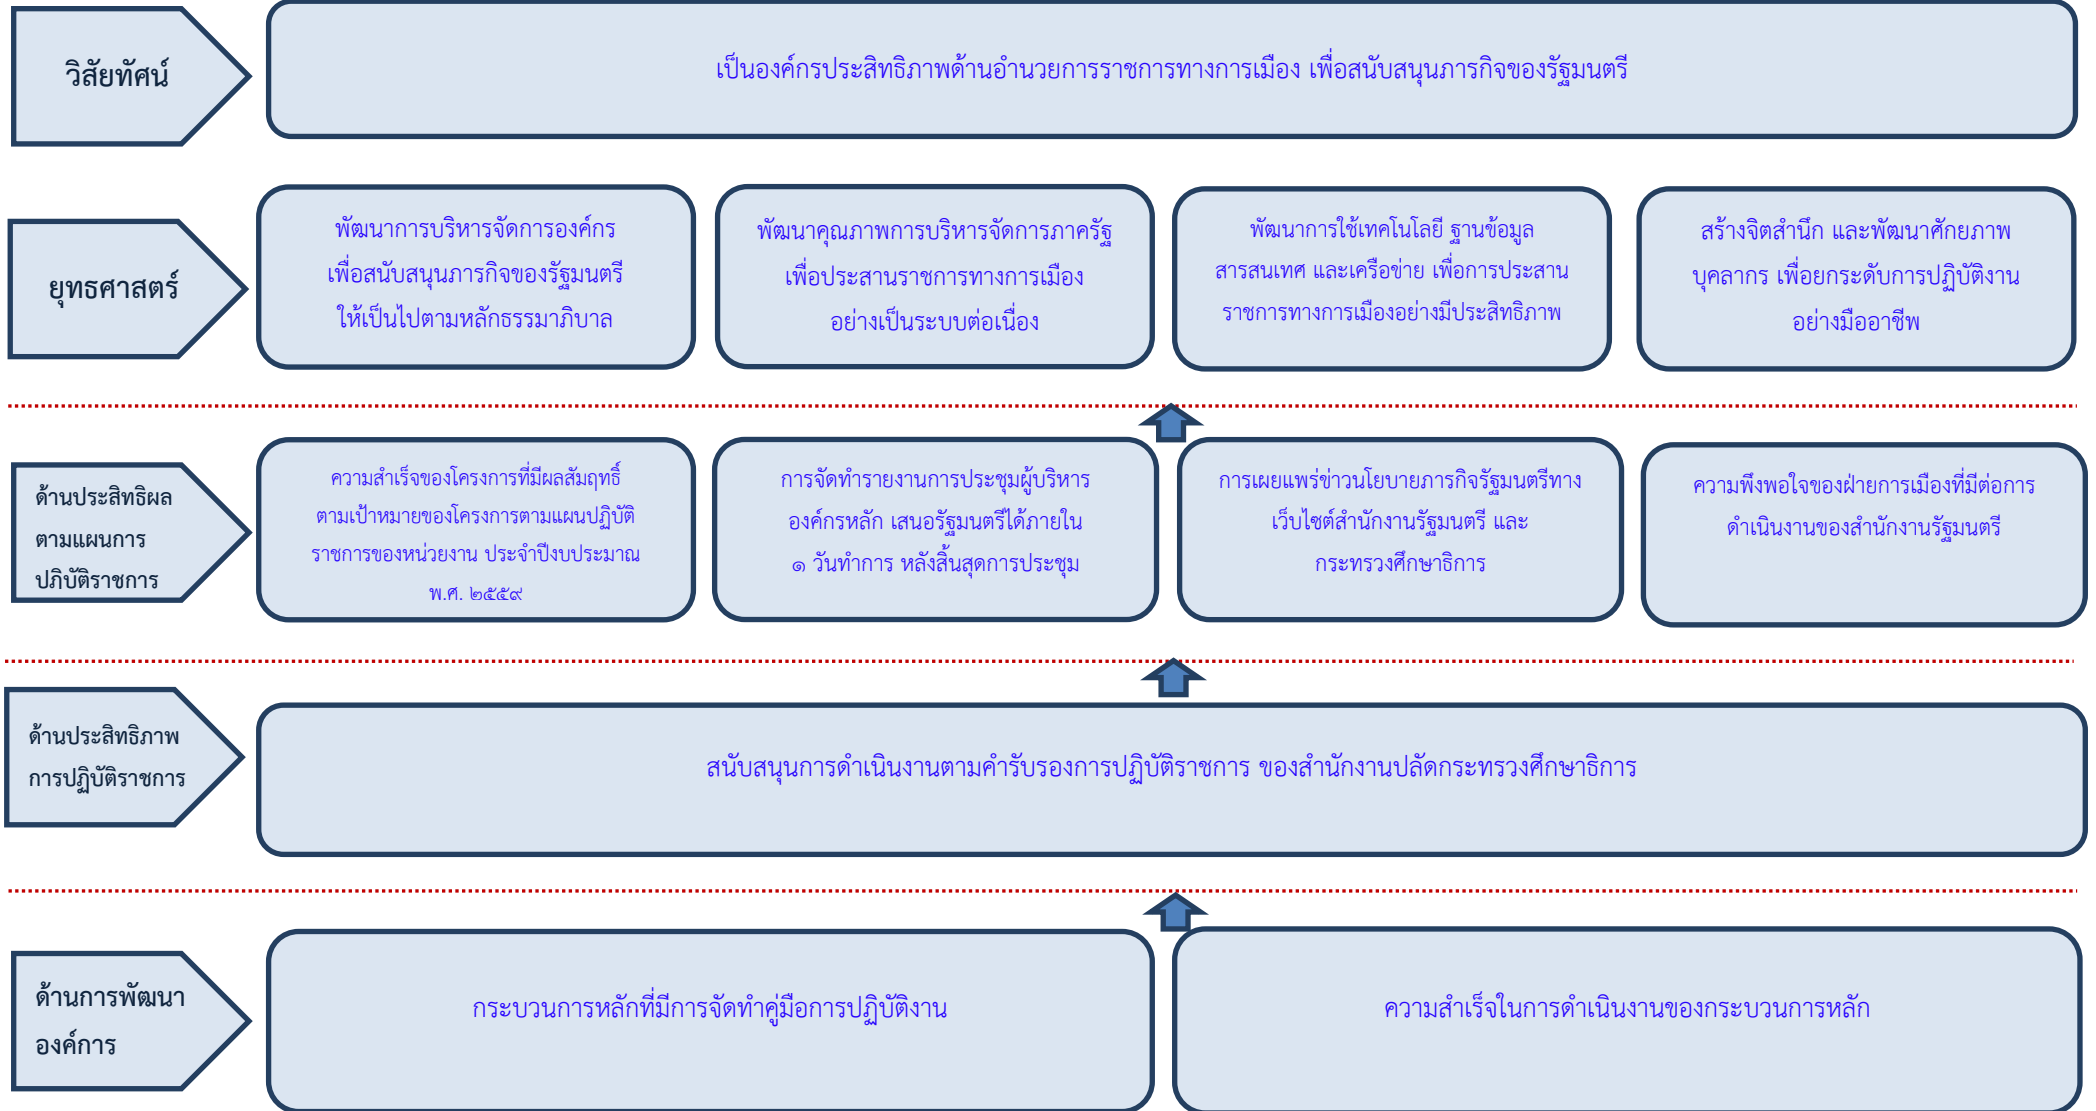 วิสัยทัศน์
เป็นองค์กรประสิทธิภาพด้านอำนวยการราชการทางการเมือง เพื่อสนับสนุนภารกิจของรัฐมนตรี
ยุทธศาสตร์
พัฒนาการบริหารจัดการองค์กร
เพื่อสนับสนุนภารกิจของรัฐมนตรี
ให้เป็นไปตามหลักธรรมาภิบาล
พัฒนาคุณภาพการบริหารจัดการภาครัฐ
เพื่อประสานราชการทางการเมือง
อย่างเป็นระบบต่อเนื่อง
พัฒนาการใช้เทคโนโลยี ฐานข้อมูล
สารสนเทศ และเครือข่าย เพื่อการประสาน
ราชการทางการเมืองอย่างมีประสิทธิภาพ
สร้างจิตสำนึก และพัฒนาศักยภาพ
บุคลากร เพื่อยกระดับการปฏิบัติงาน
อย่างมืออาชีพ
ด้านประสิทธิผล
ตามแผนการ
ปภิบัติราชการ
ความสำเร็จของโครงการที่มีผลสัมฤทธิ์
ตามเป้าหมายของโครงการตามแผนปฏิบัติ
ราชการของหน่วยงาน ประจำปีงบประมาณ
พ.ศ. ๒๕๕๙
การจัดทำรายงานการประชุมผู้บริหาร
องค์กรหลัก เสนอรัฐมนตรีได้ภายใน
๑ วันทำการ หลังสิ้นสุดการประชุม
การเผยแพร่ข่าวนโยบายภารกิจรัฐมนตรีทาง
เว็บไซต์สำนักงานรัฐมนตรี และ
กระทรวงศึกษาธิการ
ความพึงพอใจของฝ่ายการเมืองที่มีต่อการ
ดำเนินงานของสำนักงานรัฐมนตรี
ด้านประสิทธิภาพ
การปฏิบัติราชการ
สนับสนุนการดำเนินงานตามคำรับรองการปฏิบัติราชการ ของสำนักงานปลัดกระทรวงศึกษาธิการ
ด้านการพัฒนา
องค์การ
กระบวนการหลักที่มีการจัดทำคู่มือการปฏิบัติงาน
ความสำเร็จในการดำเนินงานของกระบวนการหลัก